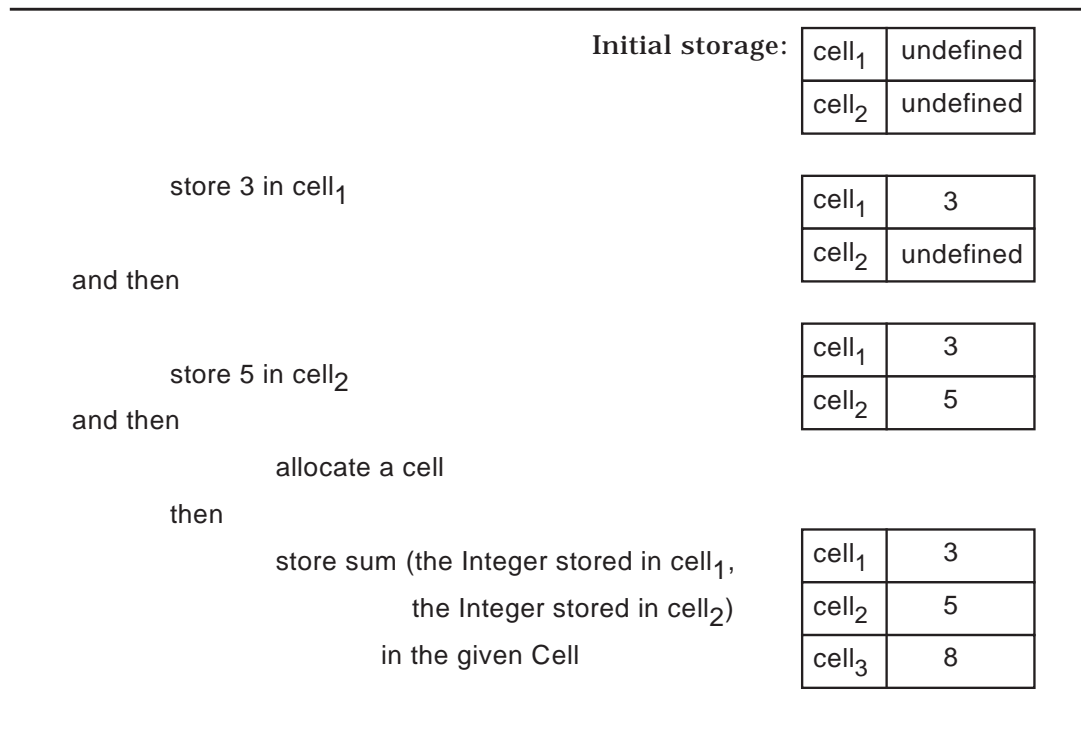 Initial storage:
cell₁ undefined
cell₂ undefined
store 3 in cell₁
cell₁ 3
cell₂ undefined
and then
cell₁ 3
store 5 in cell₂
cell₂ 5
and then
allocate a cell
then
store sum (the Integer stored in cell₁,
the Integer stored in cell₂)
in the given Cell
cell₁ 3
cell₂ 5
cell₃ 8